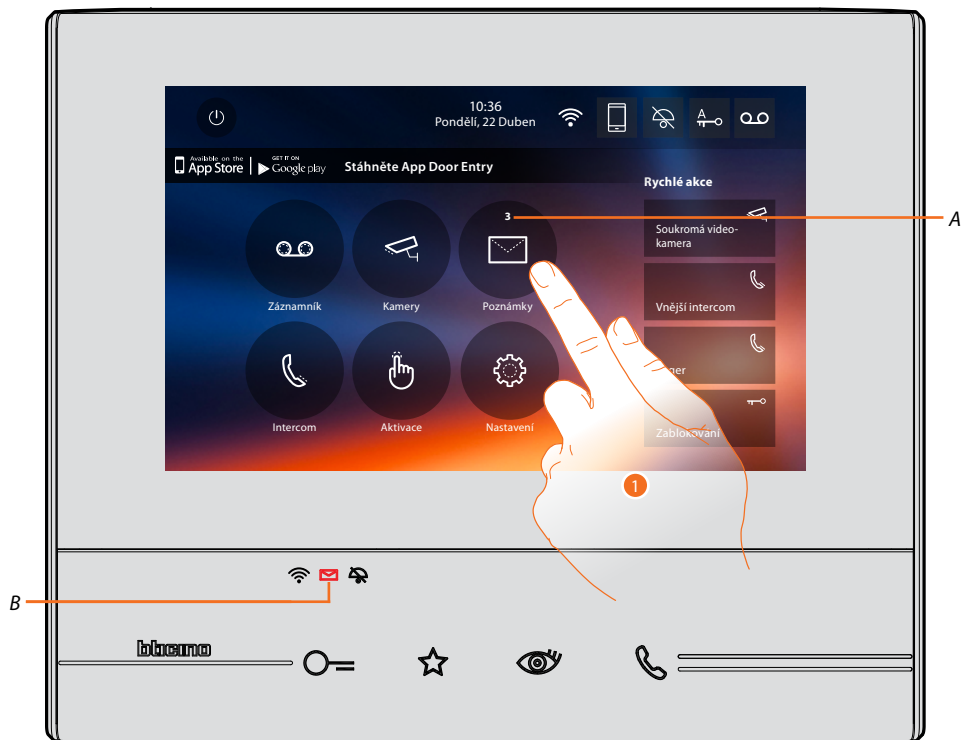 10:36
Pondělí, 22 Duben
A
Available on the
App Store
GET IT ON
Google play
Stáhněte App Door Entry
Rychlé akce
3
A
Soukromá video-
kamera
Záznamník
Kamery
Poznámky
Vnější intercom
Intercom
Aktivace
Nastavení
Zablokování
1
B
bticino